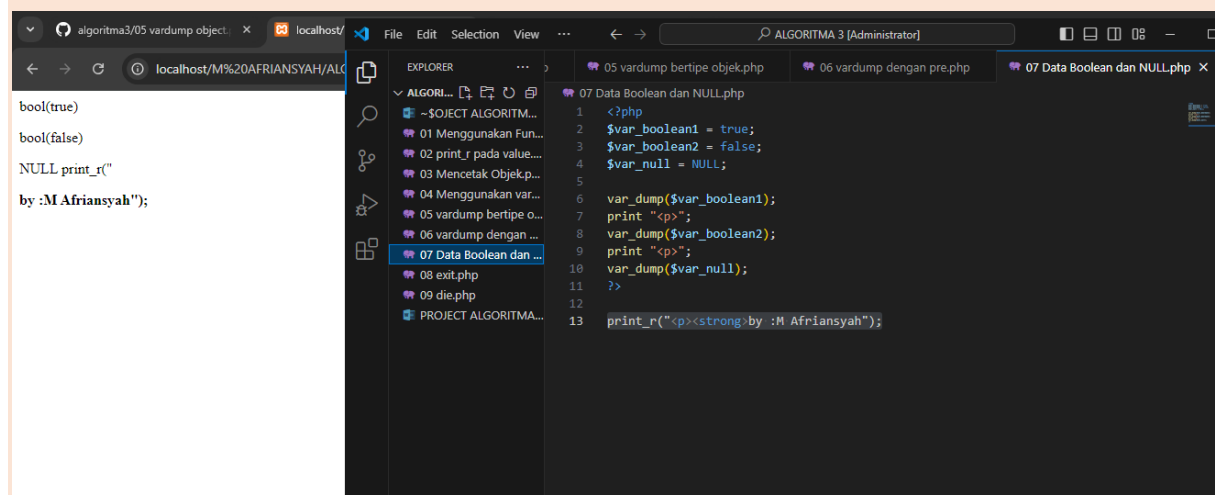 algoritma3/05 vardump object.
localhost/
File Edit Selection View ...
ALGORITMA 3 [Administrator]
localhost/M%20AFRIANSYAH/ALG
bool(true)
bool(false)
NULL print_r("
by :M Afriansyah");
EXPLORER ...
05 vardump bertipe objek.php
06 vardump dengan pre.php
07 Data Boolean dan NULL.php
ALGORI...
~$OJECT ALGORITM...
01 Menggunakan Fun...
02 print_r pada value....
03 Mencetak Objek.p...
04 Menggunakan var...
05 vardump bertipe o...
06 vardump dengan ...
07 Data Boolean dan ...
08 exit.php
09 die.php
PROJECT ALGORITMA...
07 Data Boolean dan NULL.php
1 <?php
2 $var_boolean1 = true;
3 $var_boolean2 = false;
4 $var_null = NULL;
5
6 var_dump($var_boolean1);
7 print "<p>";
8 var_dump($var_boolean2);
9 print "<p>";
10 var_dump($var_null);
11 ?>
12
13 print_r("<p><strong>by :M Afriansyah");